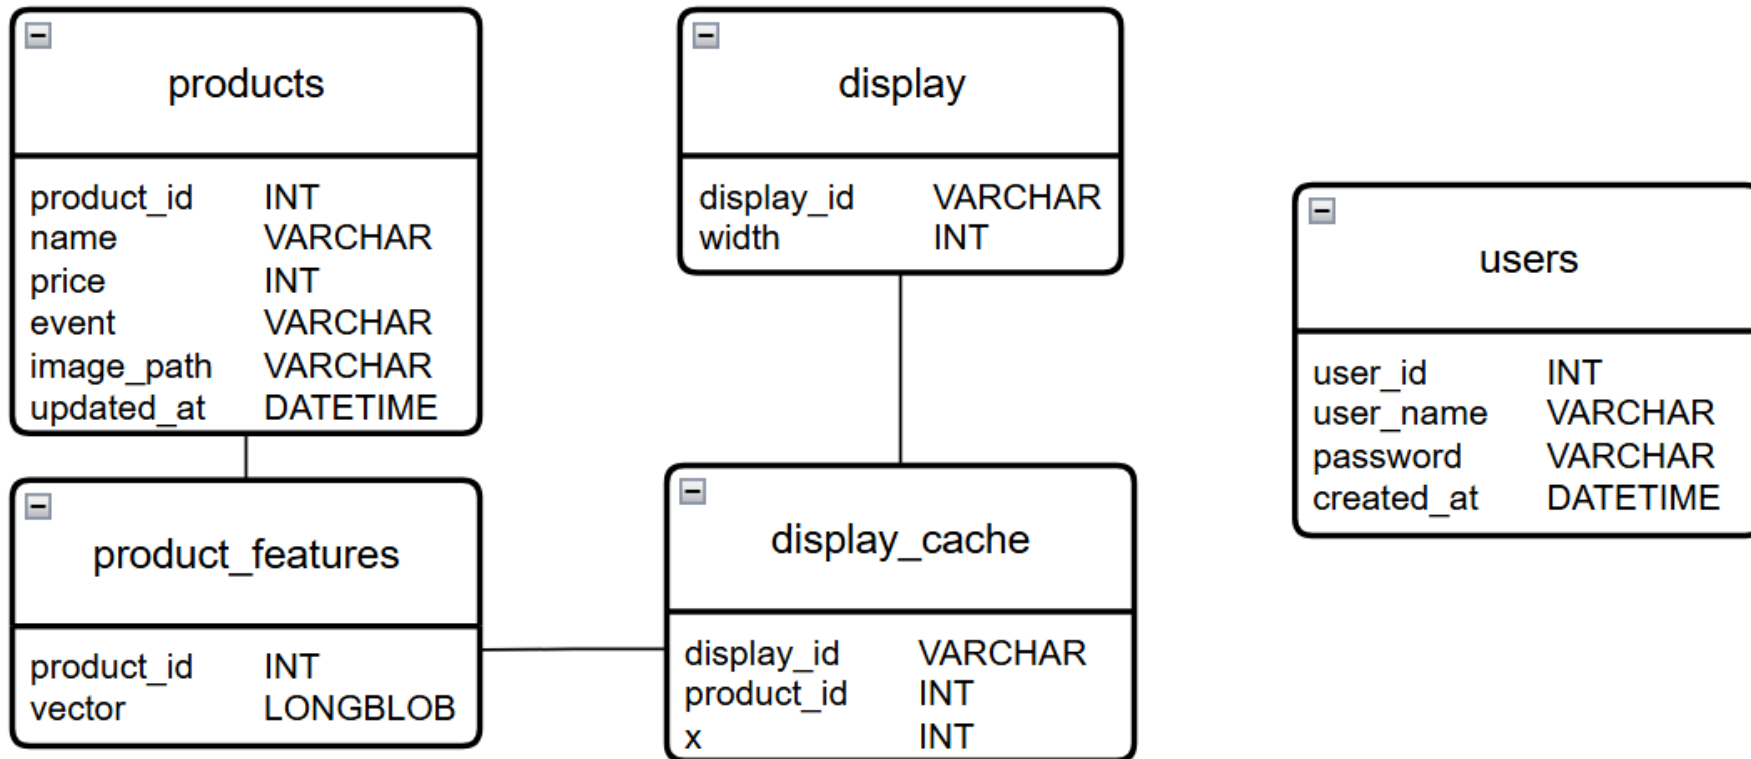 products
product_id INT
name VARCHAR
price INT
event VARCHAR
image_path VARCHAR
updated_at DATETIME
display
display_id VARCHAR
width INT
users
user_id INT
user_name VARCHAR
password VARCHAR
created_at DATETIME
product_features
product_id INT
vector LONGBLOB
display_cache
display_id VARCHAR
product_id INT
x INT